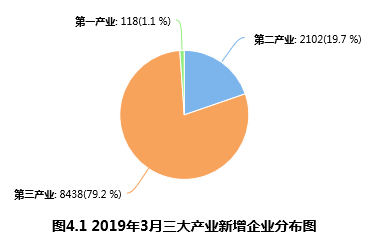 第一产业: 118(1.1 %)
第二产业: 2102(19.7 %)
第三产业: 8438(79.2 %)
图4.1 2019年3月三大产业新增企业分布图